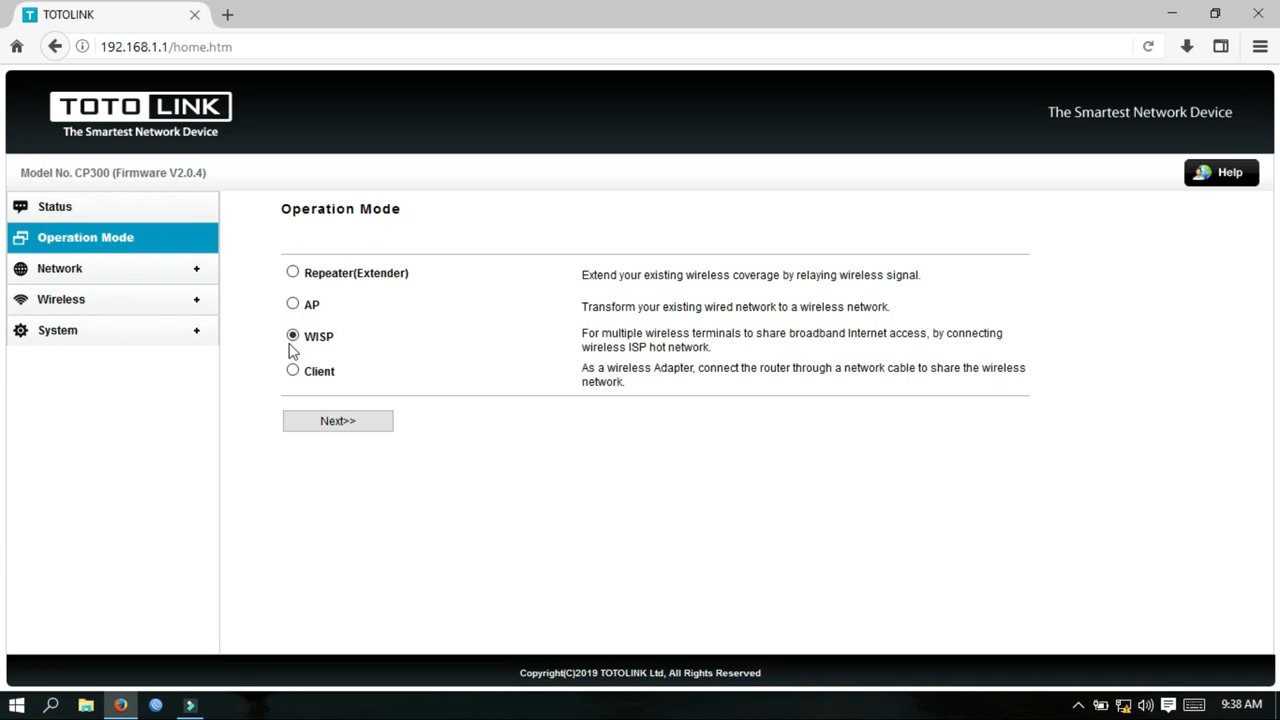 TOTOLINK
192.168.1.1/home.htm
TOTO LINK
The Smartest Network Device
The Smartest Network Device
Model No. CP300 (Firmware V2.0.4)
Help
Status
Operation Mode
Network +
Wireless +
System +
Operation Mode
Repeater(Extender)
Extend your existing wireless coverage by relaying wireless signal.
AP
Transform your existing wired network to a wireless network.
WISP
For multiple wireless terminals to share broadband Internet access, by connecting
wireless ISP hot network.
Client
As a wireless Adapter, connect the router through a network cable to share the wireless
network.
Next>>
Copyright(C)2019 TOTOLINK Ltd, All Rights Reserved
9:38 AM